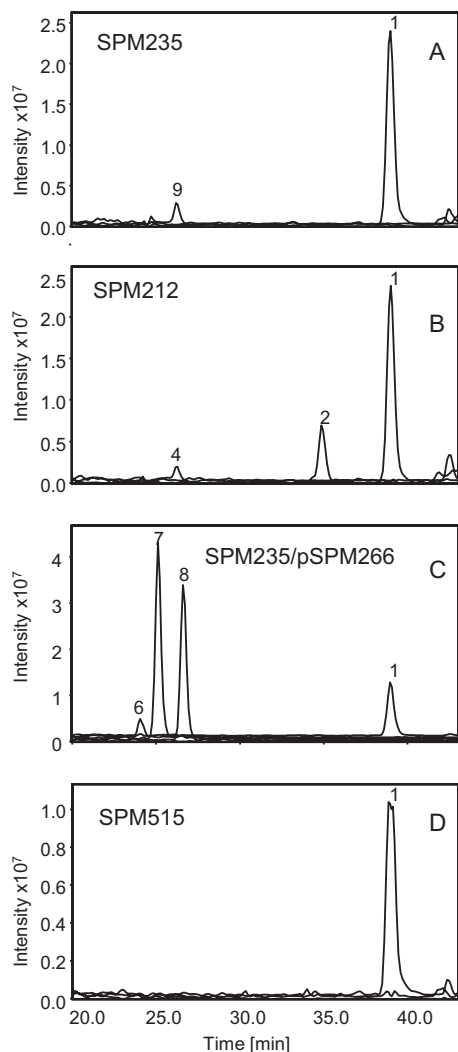 SPM235
A
1
9
Intensity x10⁷
2.5
2.0
1.5
1.0
0.5
0.0
SPM212
B
1
2
4
Intensity x10⁷
2.5
2.0
1.5
1.0
0.5
0.0
SPM235/pSPM266
C
7
8
6
1
Intensity x10⁷
4
3
2
1
0
SPM515
D
1
Intensity x10⁷
1.0
0.8
0.6
0.4
0.2
0.0
20.0 25.0 30.0 35.0 40.0
Time [min]